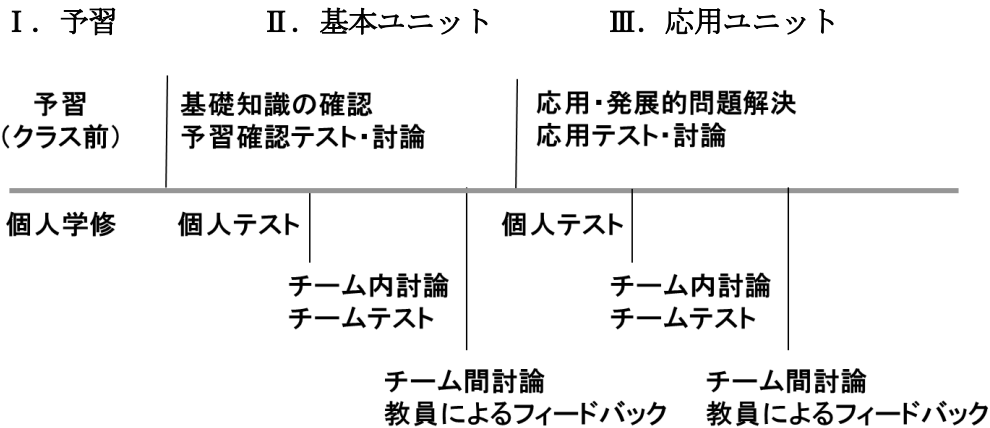 Ⅰ．予習 Ⅱ．基本ユニット Ⅲ．応用ユニット
予習
（クラス前）
基礎知識の確認
予習確認テスト・討論
応用・発展的問題解決
応用テスト・討論
個人学修
個人テスト
チーム内討論
チームテスト
チーム間討論
教員によるフィードバック
個人テスト
チーム内討論
チームテスト
チーム間討論
教員によるフィードバック